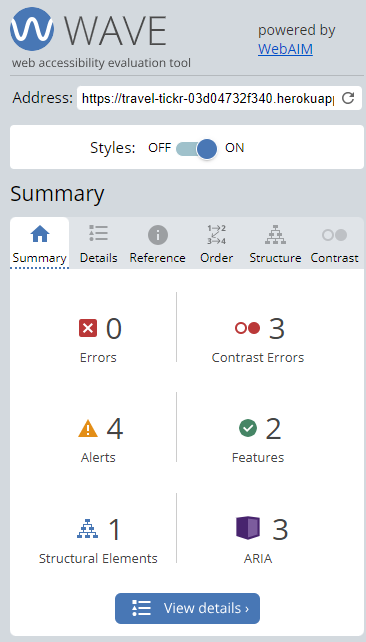 WAVE
powered by
WebAIM
web accessibility evaluation tool
Address: https://travel-tickr-03d04732f340.herokuapp
Styles: OFF ON
Summary
Summary Details Reference Order Structure Contrast
0 3
Errors Contrast Errors
4 2
Alerts Features
1 3
Structural Elements ARIA
View details ›